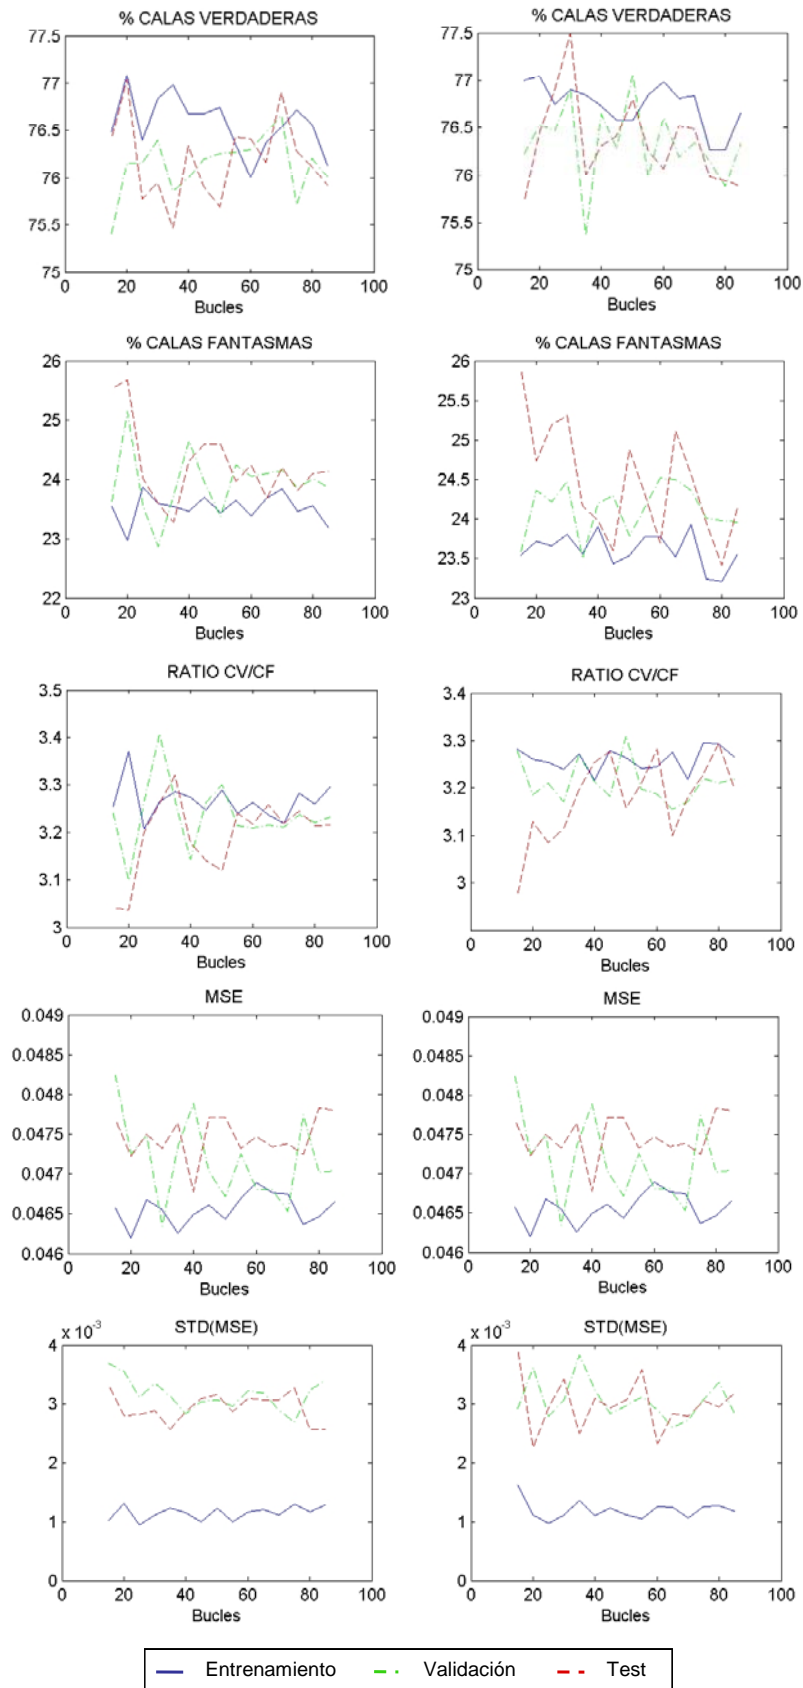 % CALAS VERDADERAS
77.5
77
76.5
76
75.5
75
0 20 40 60 80 100
Bucles
% CALAS VERDADERAS
77.5
77
76.5
76
75.5
75
0 20 40 60 80 100
Bucles
% CALAS FANTASMAS
26
25
24
23
22
0 20 40 60 80 100
Bucles
% CALAS FANTASMAS
26
25.5
25
24.5
24
23.5
23
0 20 40 60 80 100
Bucles
RATIO CV/CF
3.5
3.4
3.3
3.2
3.1
3
0 20 40 60 80 100
Bucles
RATIO CV/CF
3.4
3.3
3.2
3.1
3
0 20 40 60 80 100
Bucles
MSE
0.049
0.0485
0.048
0.0475
0.047
0.0465
0.046
0 20 40 60 80 100
Bucles
MSE
0.049
0.0485
0.048
0.0475
0.047
0.0465
0.046
0 20 40 60 80 100
Bucles
x 10⁻³
STD(MSE)
4
3
2
1
0
0 20 40 60 80 100
Bucles
x 10⁻³
STD(MSE)
4
3
2
1
0
0 20 40 60 80 100
Bucles
Entrenamiento Validación Test